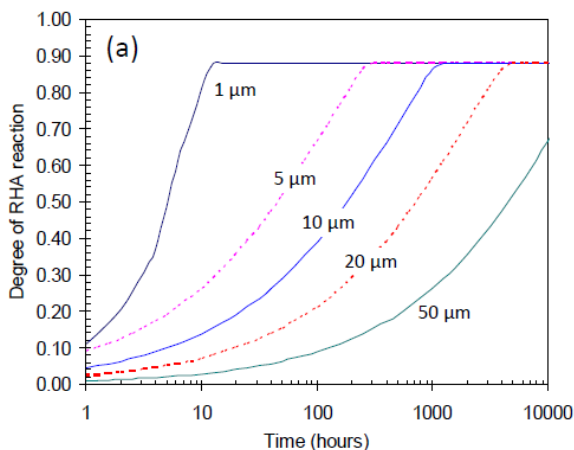 (a)
1.00
0.90
0.80
0.70
0.60
0.50
0.40
0.30
0.20
0.10
0.00
Degree of RHA reaction
1 µm
5 µm
10 µm
20 µm
50 µm
1 10 100 1000 10000
Time (hours)